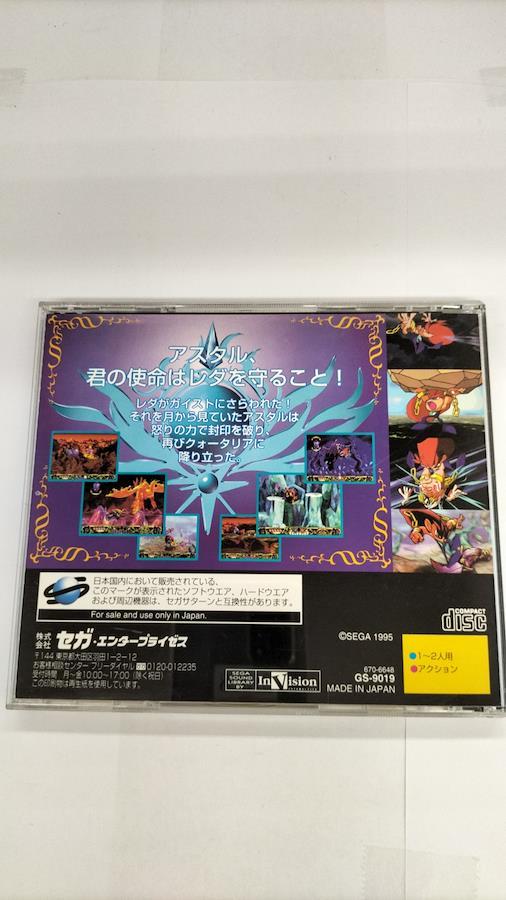 アスタル、
君の使命はレダを守ること！
レダがガイストにさらわれた！
それを月から見ていたアスタルは
怒りの力で封印を破り、
再びクォータリアに
降り立った。
日本国内において販売されている、
このマークが表示されたソフトウエア、ハードウエア
および周辺機器は、セガサターンと互換性があります。
For sale and use only in Japan.
COMPACT
disc
株式会社 セガ・エンタープライゼス
〒144 東京都大田区羽田1-2-12
お客様相談センター フリーダイヤル 0120-012235
受付時間 月〜金 10:00〜17:00（除く祝日）
この印刷物は再生紙を使用しています。
SEGA
SOUND
LIBRARY
BY
InVision
INTERACTIVE
©SEGA 1995
670-6648
GS-9019
MADE IN JAPAN
●1〜2人用
●アクション